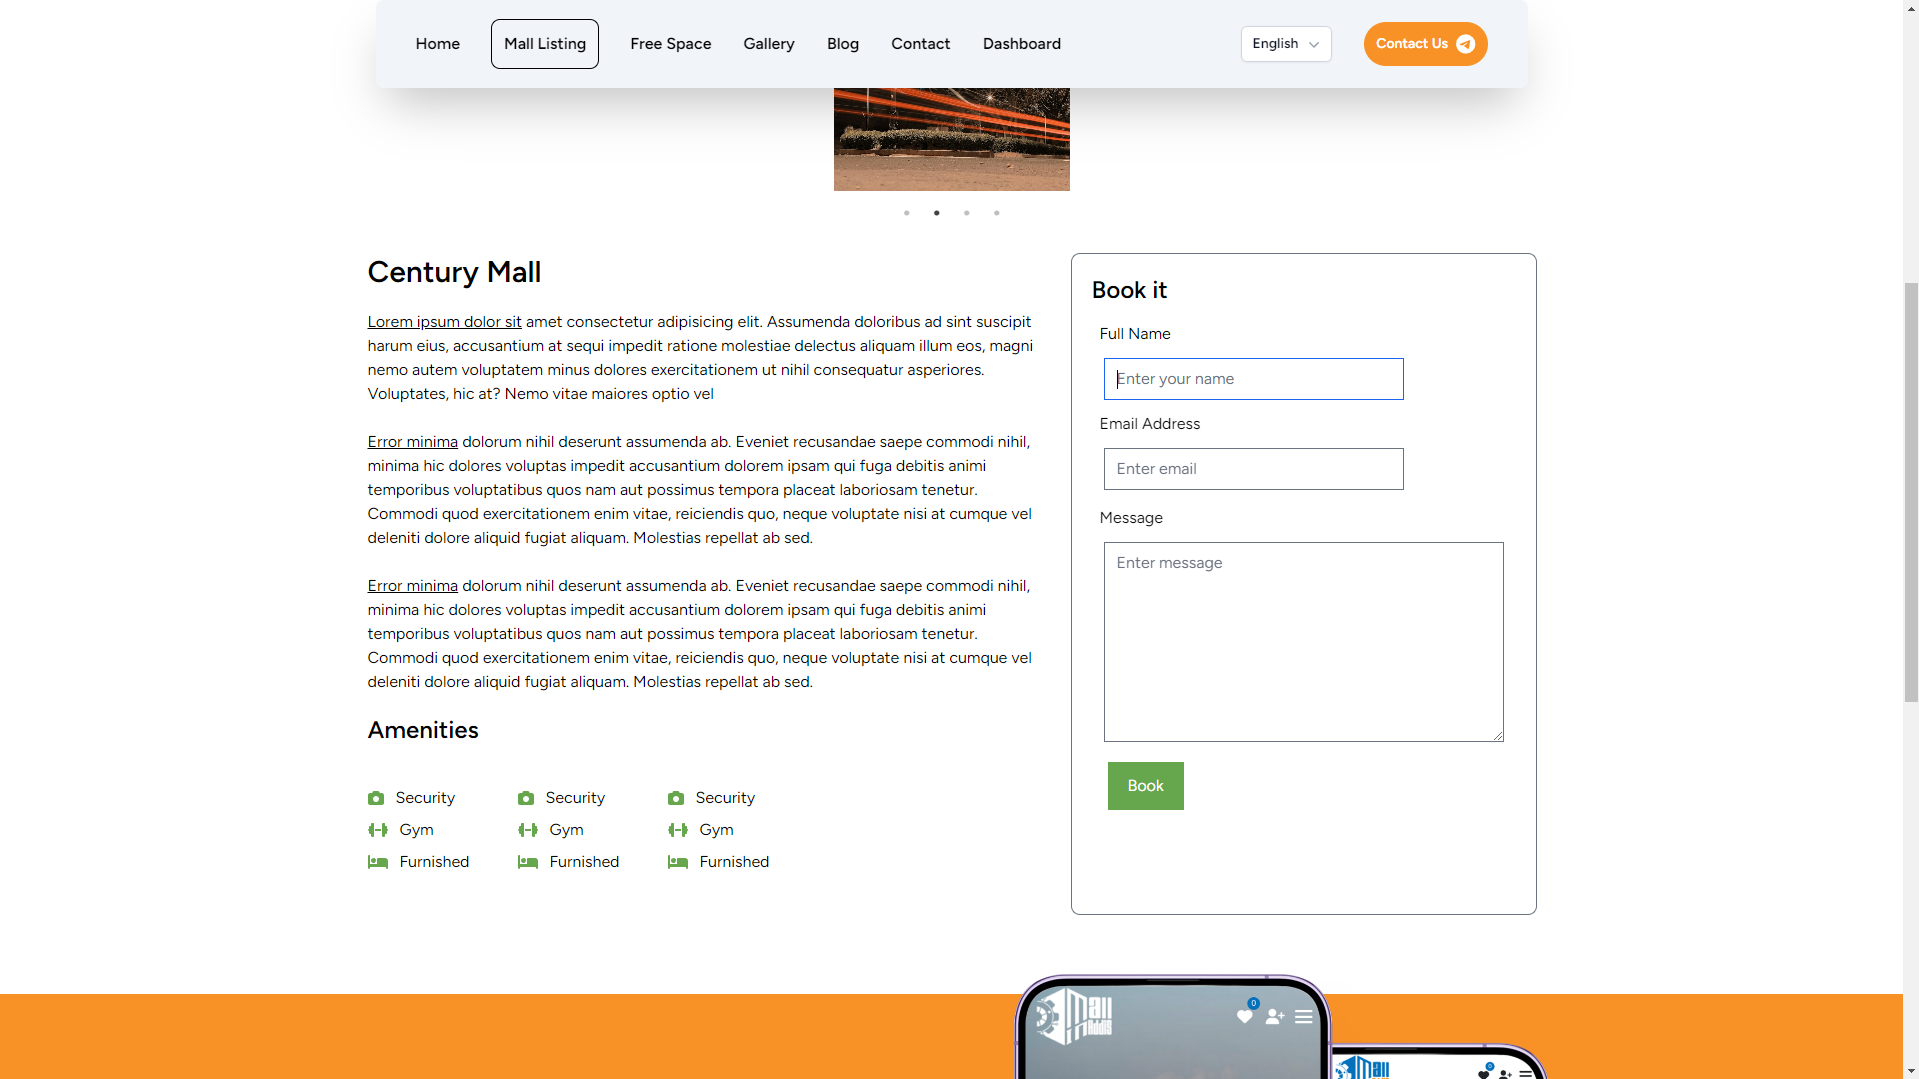 Home
Mall Listing
Free Space
Gallery
Blog
Contact
Dashboard
English
Contact Us
Century Mall
Lorem ipsum dolor sit amet consectetur adipisicing elit. Assumenda doloribus ad sint suscipit
harum eius, accusantium at sequi impedit ratione molestiae delectus aliquam illum eos, magni
nemo autem voluptatem minus dolores exercitationem ut nihil consequatur asperiores.
Voluptates, hic at? Nemo vitae maiores optio vel
Error minima dolorum nihil deserunt assumenda ab. Eveniet recusandae saepe commodi nihil,
minima hic dolores voluptas impedit accusantium dolorem ipsam qui fuga debitis animi
temporibus voluptatibus quos nam aut possimus tempora placeat laboriosam tenetur.
Commodi quod exercitationem enim vitae, reiciendis quo, neque voluptate nisi at cumque vel
deleniti dolore aliquid fugiat aliquam. Molestias repellat ab sed.
Error minima dolorum nihil deserunt assumenda ab. Eveniet recusandae saepe commodi nihil,
minima hic dolores voluptas impedit accusantium dolorem ipsam qui fuga debitis animi
temporibus voluptatibus quos nam aut possimus tempora placeat laboriosam tenetur.
Commodi quod exercitationem enim vitae, reiciendis quo, neque voluptate nisi at cumque vel
deleniti dolore aliquid fugiat aliquam. Molestias repellat ab sed.
Amenities
Security
Security
Security
Gym
Gym
Gym
Furnished
Furnished
Furnished
Book it
Full Name
Enter your name
Email Address
Enter email
Message
Enter message
Book
Mall
Addis
0
Mall
0